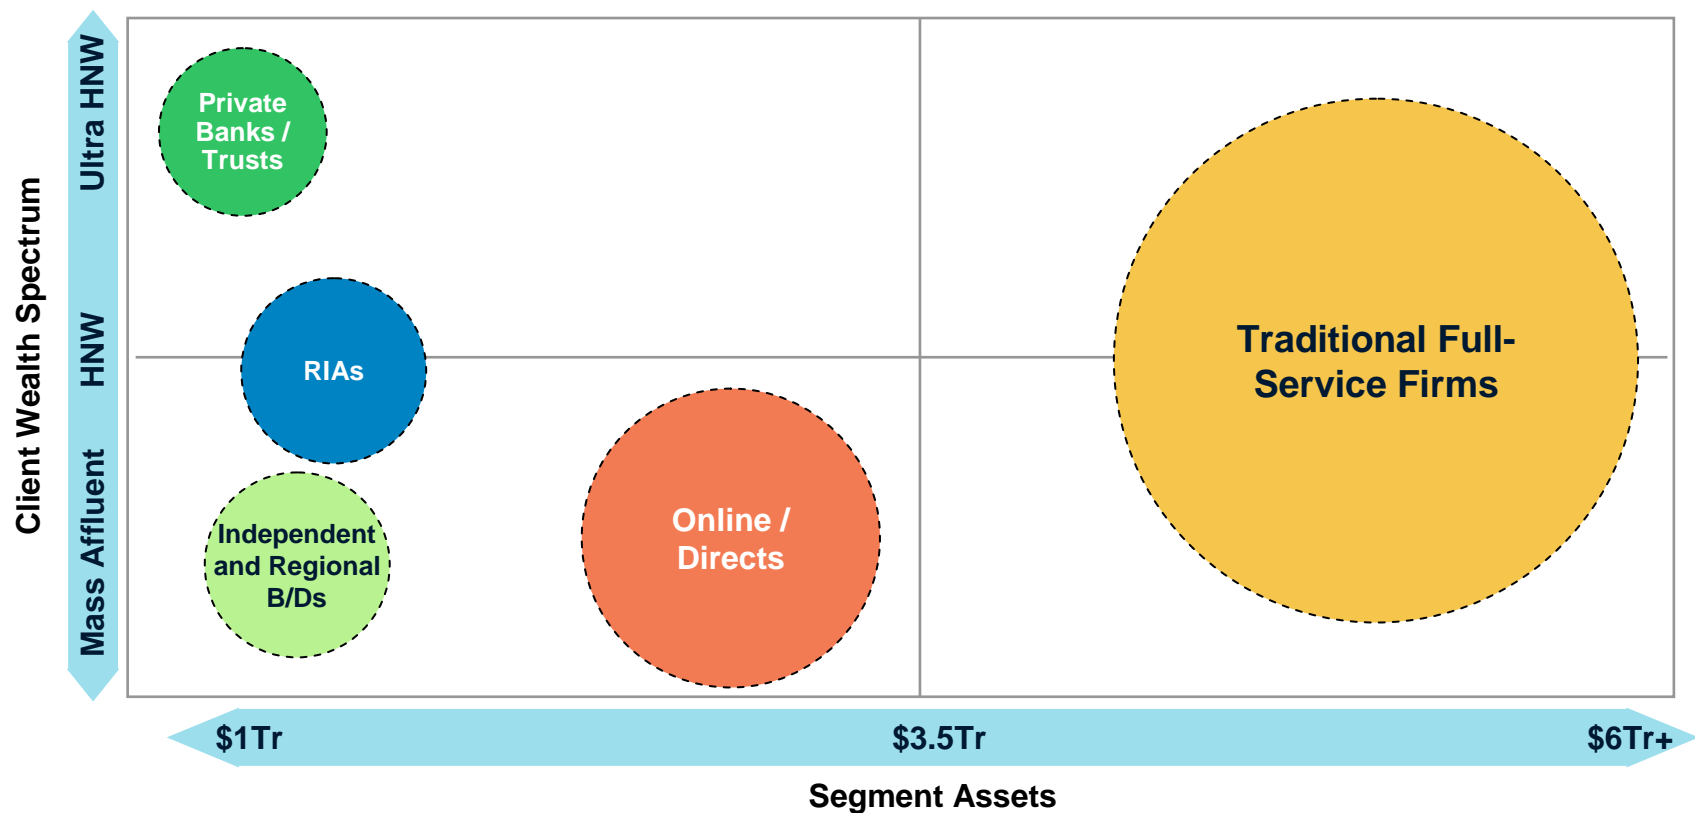 Client Wealth Spectrum
Ultra HNW
HNW
Mass Affluent
Private
Banks /
Trusts
RIAs
Independent
and Regional
B/Ds
Online /
Directs
Traditional Full-
Service Firms
$1Tr
$3.5Tr
$6Tr+
Segment Assets